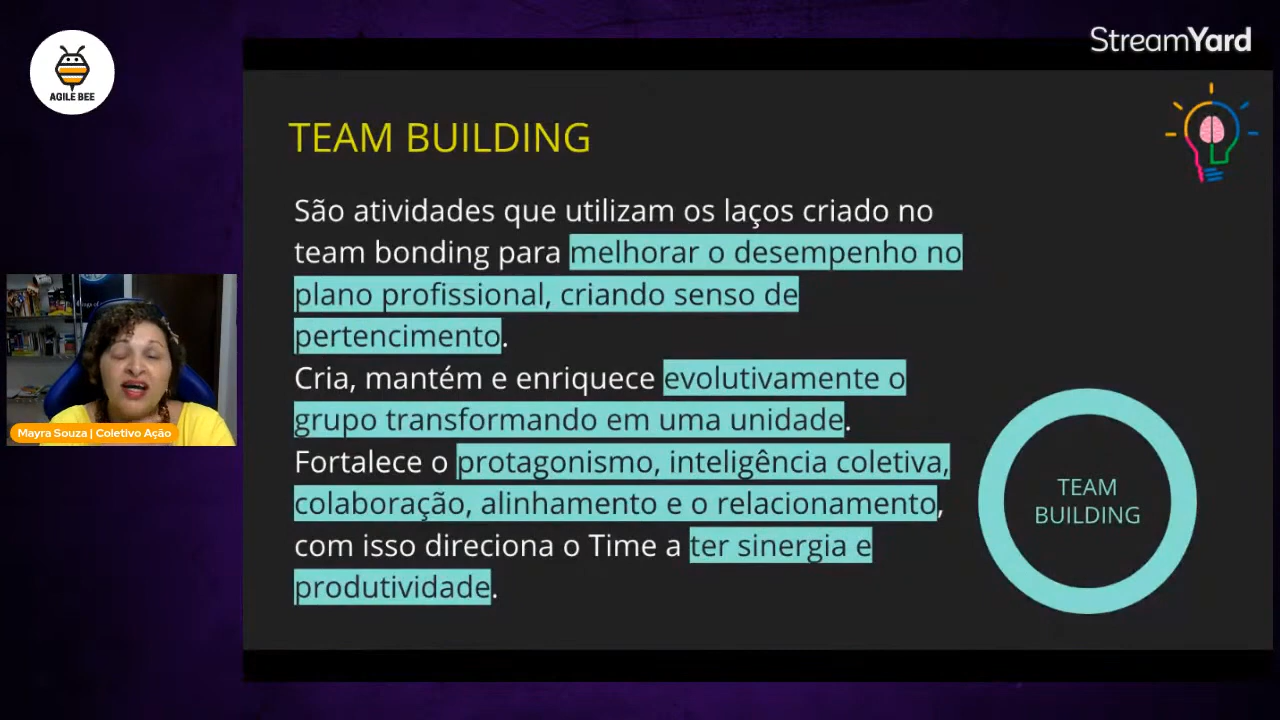 AGILE BEE
StreamYard
TEAM BUILDING
São atividades que utilizam os laços criado no
team bonding para melhorar o desempenho no
plano profissional, criando senso de
pertencimento.
Cria, mantém e enriquece evolutivamente o
grupo transformando em uma unidade.
Fortalece o protagonismo, inteligência coletiva,
colaboração, alinhamento e o relacionamento,
com isso direciona o Time a ter sinergia e
produtividade.
TEAM
BUILDING
Mayra Souza | Coletivo Ação